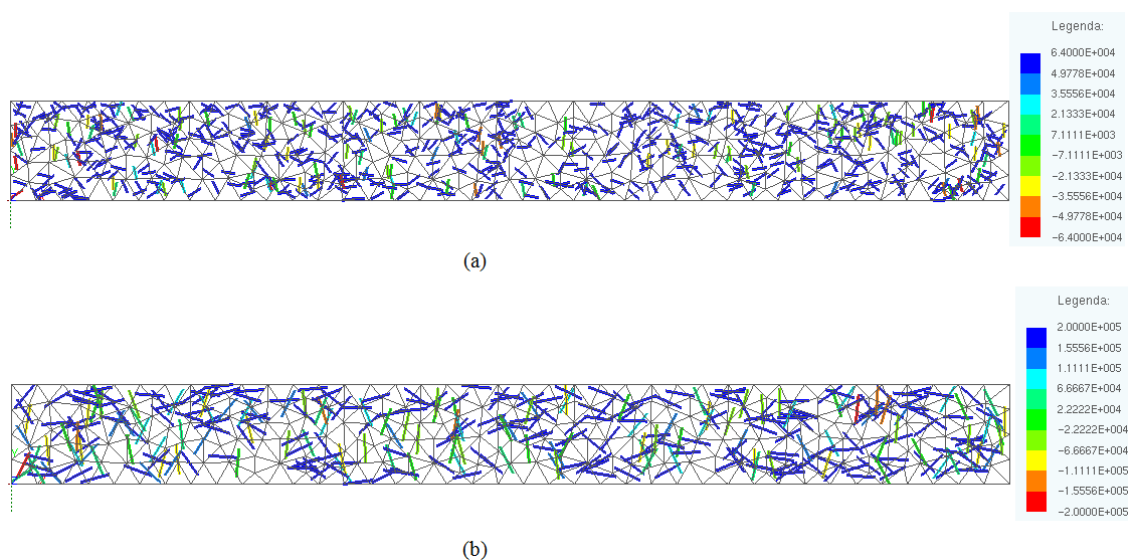 Legenda:
6.4000E+004
4.9778E+004
3.5556E+004
2.1333E+004
7.1111E+003
−7.1111E+003
−2.1333E+004
−3.5556E+004
−4.9778E+004
−6.4000E+004
(a)
Legenda:
2.0000E+005
1.5556E+005
1.1111E+005
6.6667E+004
2.2222E+004
−2.2222E+004
−6.6667E+004
−1.1111E+005
−1.5556E+005
−2.0000E+005
(b)